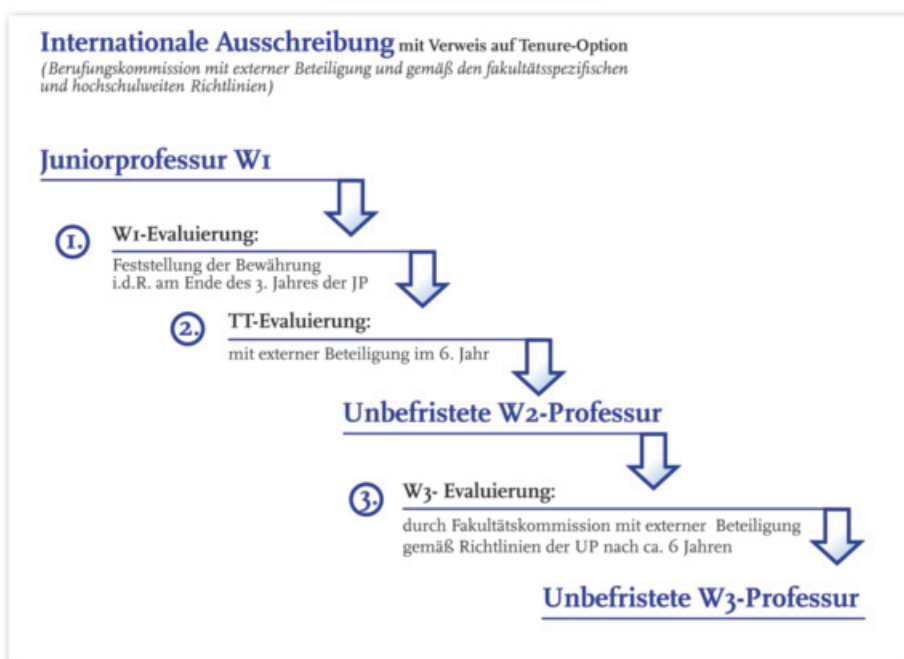 Internationale Ausschreibung mit Verweis auf Tenure-Option
(Berufungskommission mit externer Beteiligung und gemäß den fakultätsspezifischen
und hochschulweiten Richtlinien)
Juniorprofessur W1
1. W1-Evaluierung:
Feststellung der Bewährung
i.d.R. am Ende des 3. Jahres der JP
2. TT-Evaluierung:
mit externer Beteiligung im 6. Jahr
Unbefristete W2-Professur
3. W3- Evaluierung:
durch Fakultätskommission mit externer Beteiligung
gemäß Richtlinien der UP nach ca. 6 Jahren
Unbefristete W3-Professur